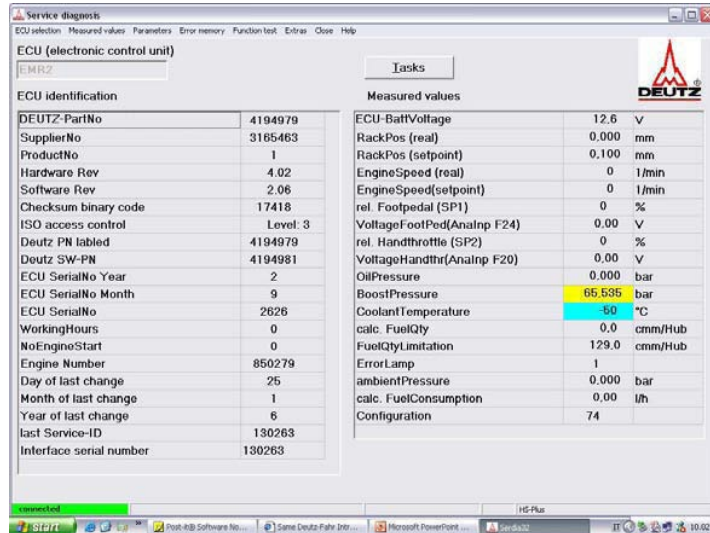 Service diagnosis
ECU selection Measured values Parameters Error memory Function test Extras Close Help
ECU (electronic control unit)
EMR2
Tasks
DEUTZ
ECU identification
Measured values
DEUTZ-PartNo 4194979
SupplierNo 3165463
ProductNo 1
Hardware Rev 4.02
Software Rev 2.06
Checksum binary code 17418
ISO access control Level: 3
Deutz PN labled 4194979
Deutz SW-PN 4194981
ECU SerialNo Year 2
ECU SerialNo Month 9
ECU SerialNo 2626
WorkingHours 0
NoEngineStart 0
Engine Number 850279
Day of last change 25
Month of last change 1
Year of last change 6
last Service-ID 130263
Interface serial number 130263
ECU-BattVoltage 12,6 V
RackPos (real) 0,000 mm
RackPos (setpoint) 0,100 mm
EngineSpeed (real) 0 1/min
EngineSpeed(setpoint) 0 1/min
rel. Footpedal (SP1) 0 %
VoltageFootPed(AnaInp F24) 0,00 V
rel. Handthrottle (SP2) 0 %
VoltageHandthr(AnaInp F20) 0,00 V
OilPressure 0.000 bar
BoostPressure 65,535 bar
CoolantTemperature -50 °C
calc. FuelQty 0,0 cmm/Hub
FuelQtyLimitation 129,0 cmm/Hub
ErrorLamp 1
ambientPressure 0.000 bar
calc. FuelConsumption 0,00 l/h
Configuration 74
connected
HS-Plus
start
Post-it® Software No...
Same Deutz-Fahr Intr...
Microsoft PowerPoint ...
Serdia32
IT
10.02